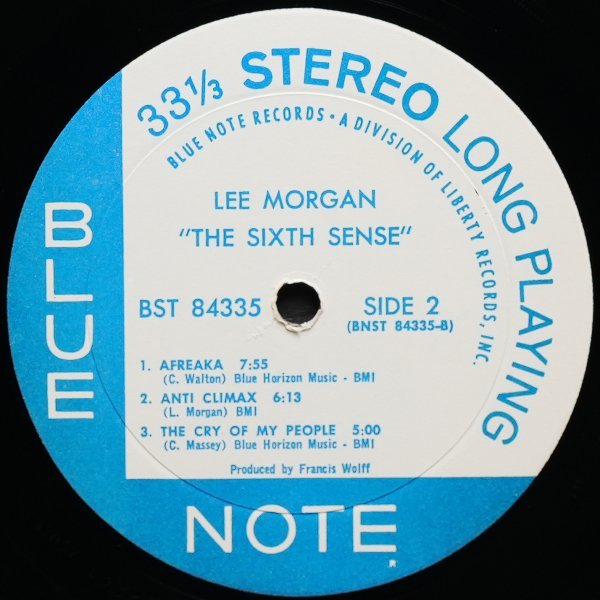 33⅓ STEREO LONG PLAYING
BLUE NOTE RECORDS • A DIVISION OF LIBERTY RECORDS, INC.
LEE MORGAN
"THE SIXTH SENSE"
BST 84335 SIDE 2
(BNST 84335-B)
1. AFREAKA 7:55
(C. Walton) Blue Horizon Music - BMI
2. ANTI CLIMAX 6:13
(L. Morgan) BMI
3. THE CRY OF MY PEOPLE 5:00
(C. Massey) Blue Horizon Music - BMI
Produced by Francis Wolff
BLUE
NOTE